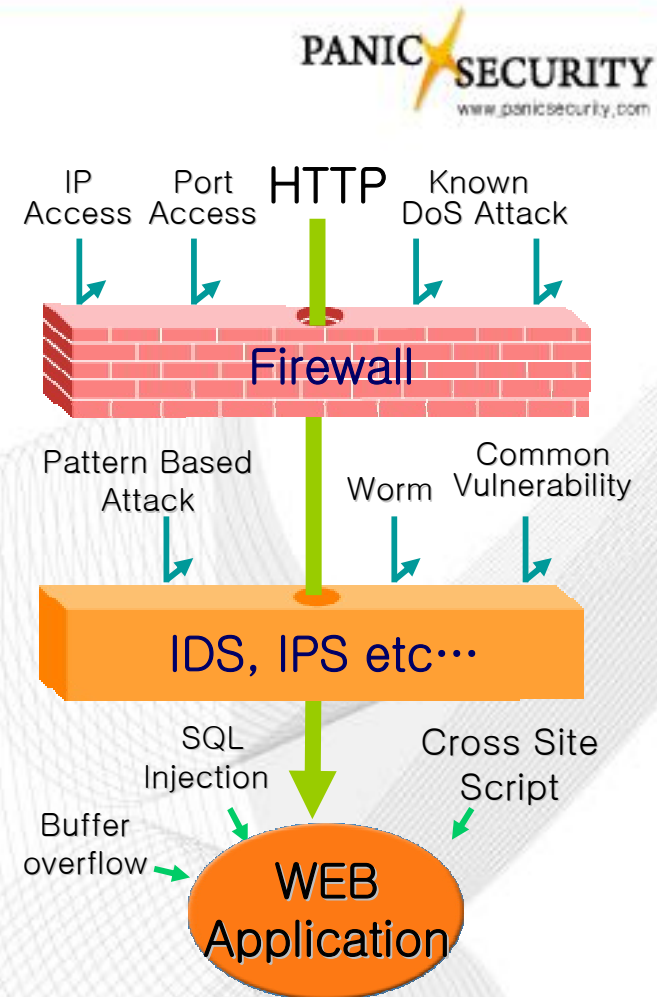 PANIC SECURITY
www.panicsecurity.com
IP Access
Port Access
HTTP
Known DoS Attack
Firewall
Pattern Based Attack
Worm
Common Vulnerability
IDS, IPS etc…
SQL Injection
Cross Site Script
Buffer overflow
WEB Application